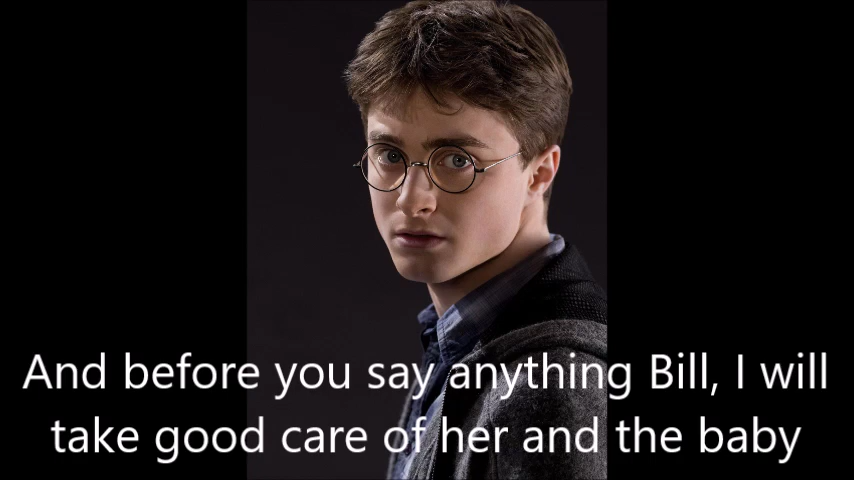 And before you say anything Bill, I will
take good care of her and the baby